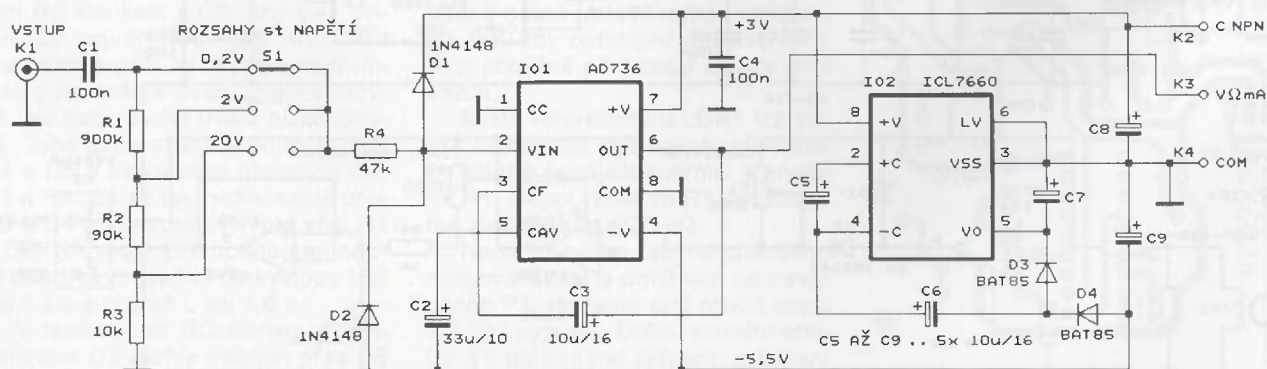 VSTUP
K1
C1
100n
R1
900k
R2
90k
R3
10k
ROZSAHY st NAPĚTÍ
0,2V
S1
2V
20V
R4
47k
1N4148
D1
D2
1N4148
IO1 AD736
1 CC +V 7
2 VIN OUT 6
3 CF COM 8
5 CAV -V 4
C2
33u/10
C3
10u/16
+3V
C4
100n
IO2 ICL7660
8 +V LV 6
2 +C VSS 3
4 -C VO 5
C5
C6
C5 AŽ C9 .. 5x 10u/16
-5,5V
C7
D3
BAT85
D4
BAT85
C8
C9
C NPN
K2
K3
VΩmA
K4
COM